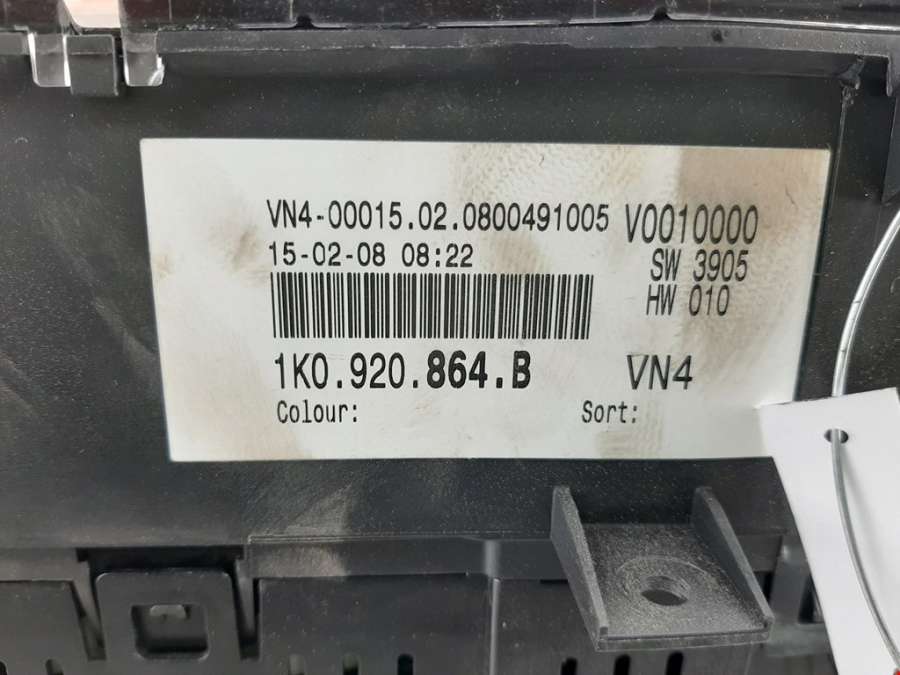 VN4-00015.02.0800491005 V0010000
15-02-08 08:22
SW 3905
HW 010
1K0.920.864.B VN4
Colour: Sort: